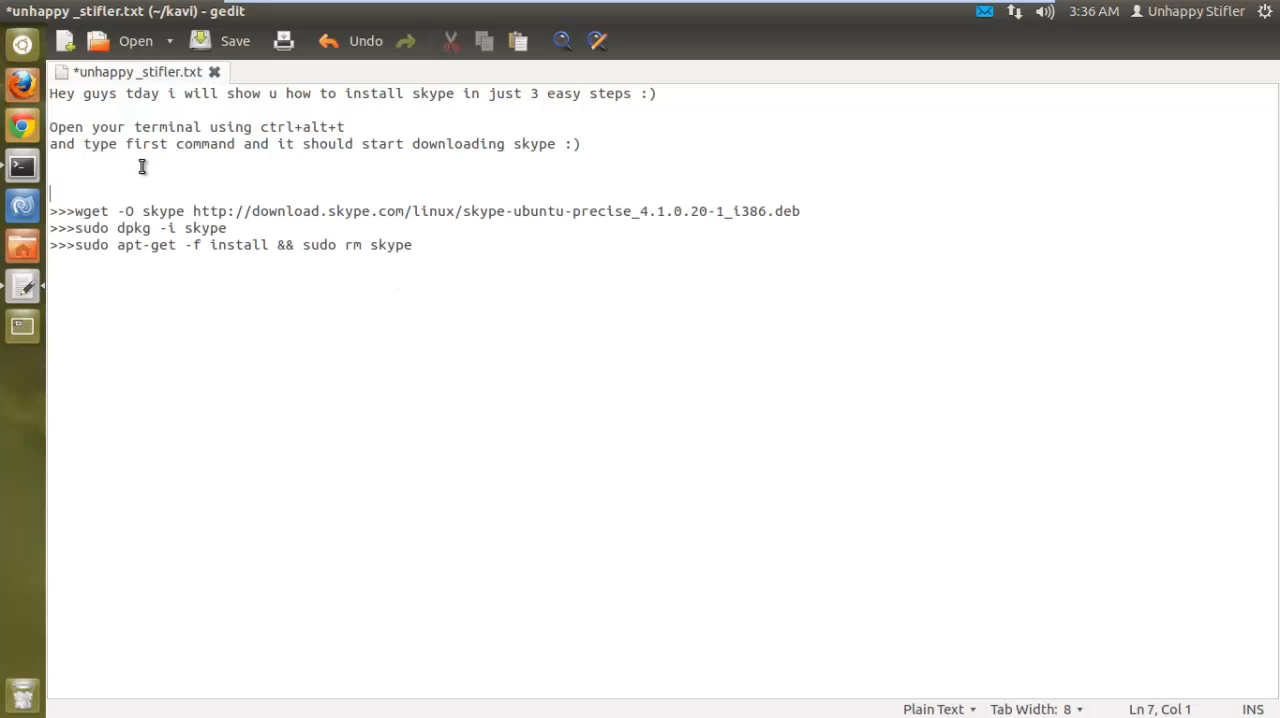 *unhappy _stifler.txt (~/kavi) - gedit
3:36 AM Unhappy Stifler
Open Save Undo
*unhappy _stifler.txt
Hey guys tday i will show u how to install skype in just 3 easy steps :)
Open your terminal using ctrl+alt+t
and type first command and it should start downloading skype :)
>>>wget -O skype http://download.skype.com/linux/skype-ubuntu-precise_4.1.0.20-1_i386.deb
>>>sudo dpkg -i skype
>>>sudo apt-get -f install && sudo rm skype
Plain Text Tab Width: 8 Ln 7, Col 1 INS